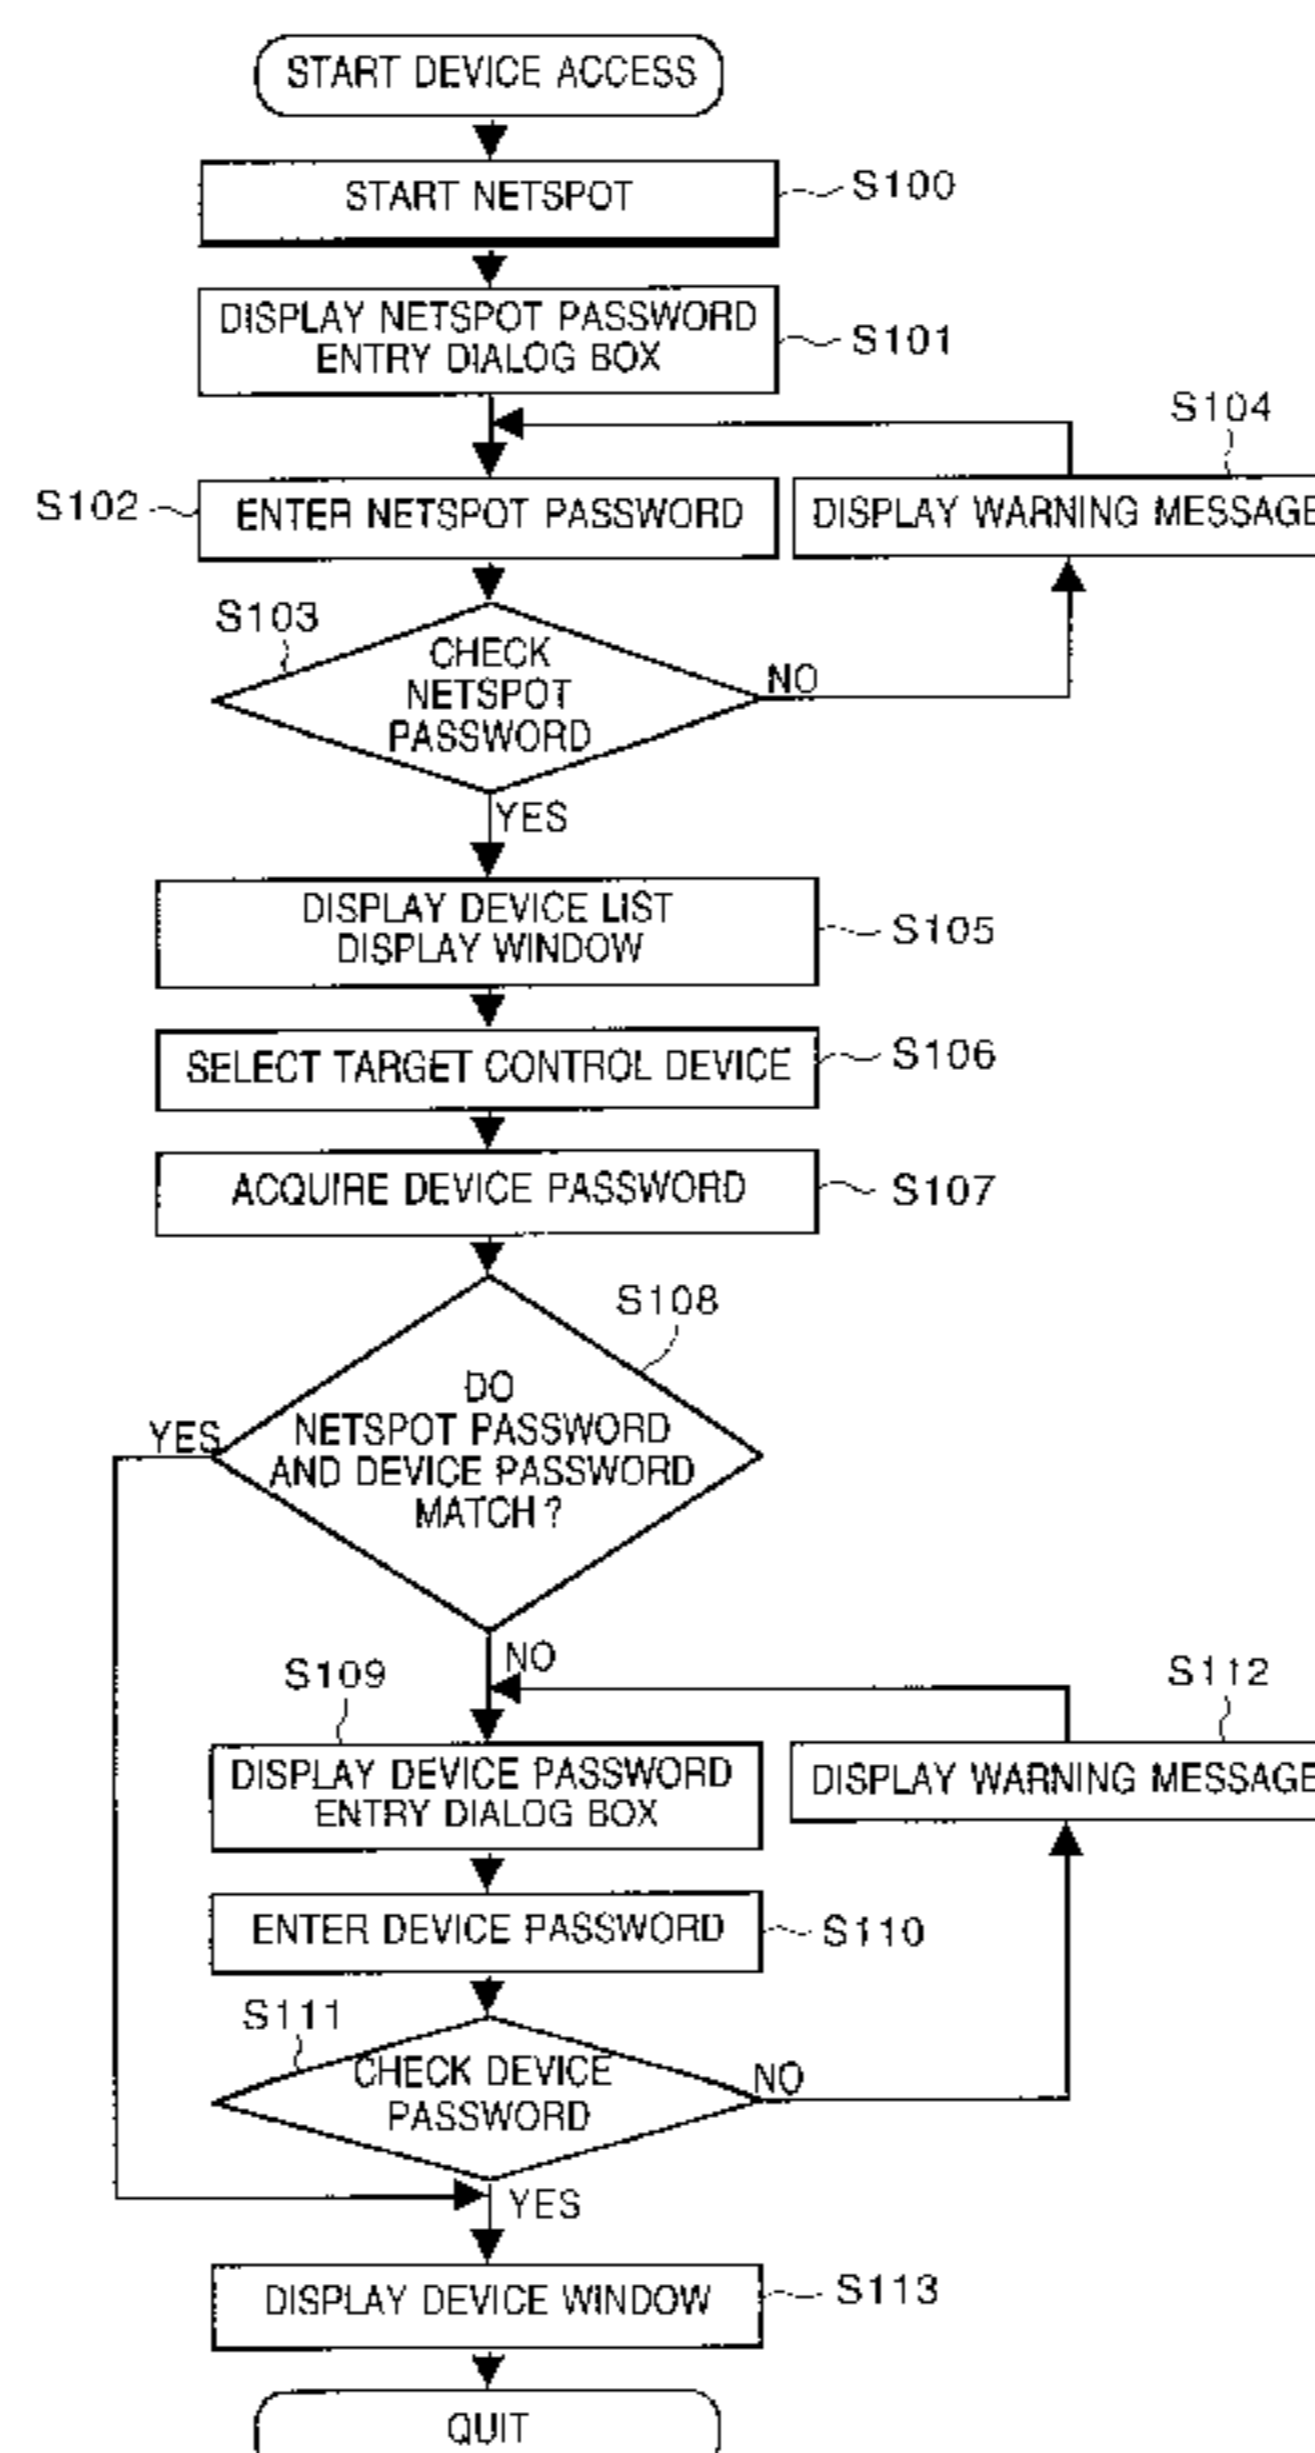 START DEVICE ACCESS
START NETSPOT
S100
DISPLAY NETSPOT PASSWORD
ENTRY DIALOG BOX
S101
S104
S102
ENTER NETSPOT PASSWORD
DISPLAY WARNING MESSAGE
S103
CHECK
NETSPOT
PASSWORD
NO
YES
DISPLAY DEVICE LIST
DISPLAY WINDOW
S105
SELECT TARGET CONTROL DEVICE
S106
ACQUIRE DEVICE PASSWORD
S107
S108
DO
NETSPOT PASSWORD
AND DEVICE PASSWORD
MATCH ?
YES
NO
S109
S112
DISPLAY DEVICE PASSWORD
ENTRY DIALOG BOX
DISPLAY WARNING MESSAGE
ENTER DEVICE PASSWORD
S110
S111
CHECK DEVICE
PASSWORD
NO
YES
DISPLAY DEVICE WINDOW
S113
QUIT